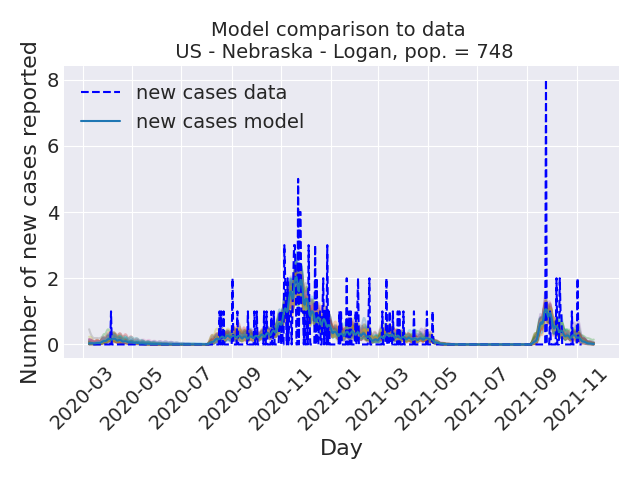 Model comparison to data
US - Nebraska - Logan, pop. = 748
Number of new cases reported
8
6
4
2
0
new cases data
new cases model
2020-03
2020-05
2020-07
2020-09
2020-11
2021-01
2021-03
2021-05
2021-07
2021-09
2021-11
Day